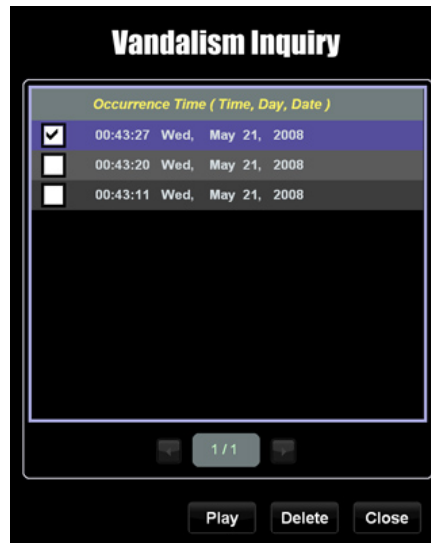 Vandalism Inquiry
Occurrence Time ( Time, Day, Date )
00:43:27 Wed, May 21, 2008
00:43:20 Wed, May 21, 2008
00:43:11 Wed, May 21, 2008
1 / 1
Play Delete Close